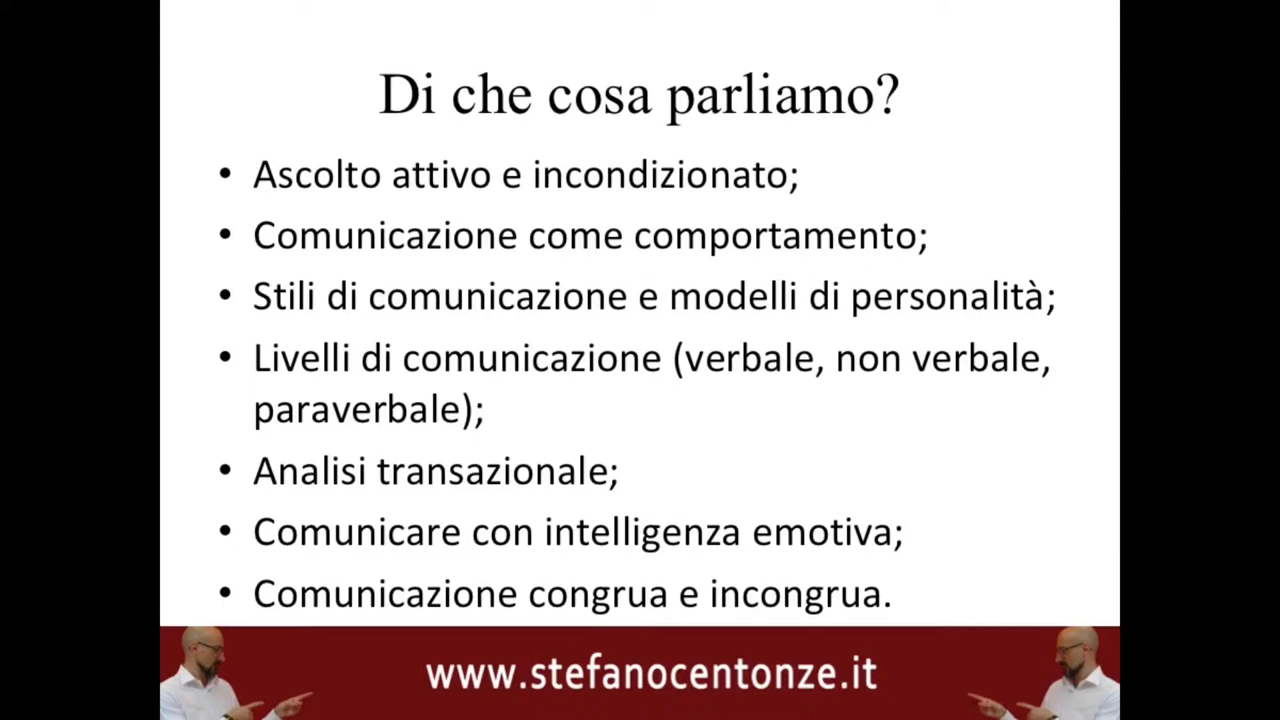 Di che cosa parliamo?
• Ascolto attivo e incondizionato;
• Comunicazione come comportamento;
• Stili di comunicazione e modelli di personalità;
• Livelli di comunicazione (verbale, non verbale,
paraverbale);
• Analisi transazionale;
• Comunicare con intelligenza emotiva;
• Comunicazione congrua e incongrua.
www.stefanocentonze.it